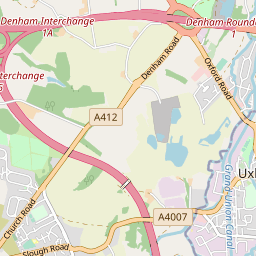 Denham Interchange
1A
Denham Round
1
terchange
Denham Road
Oxford Road
A412
Uxb
Grand Union Canal
A4007
Church Road
Slough Road